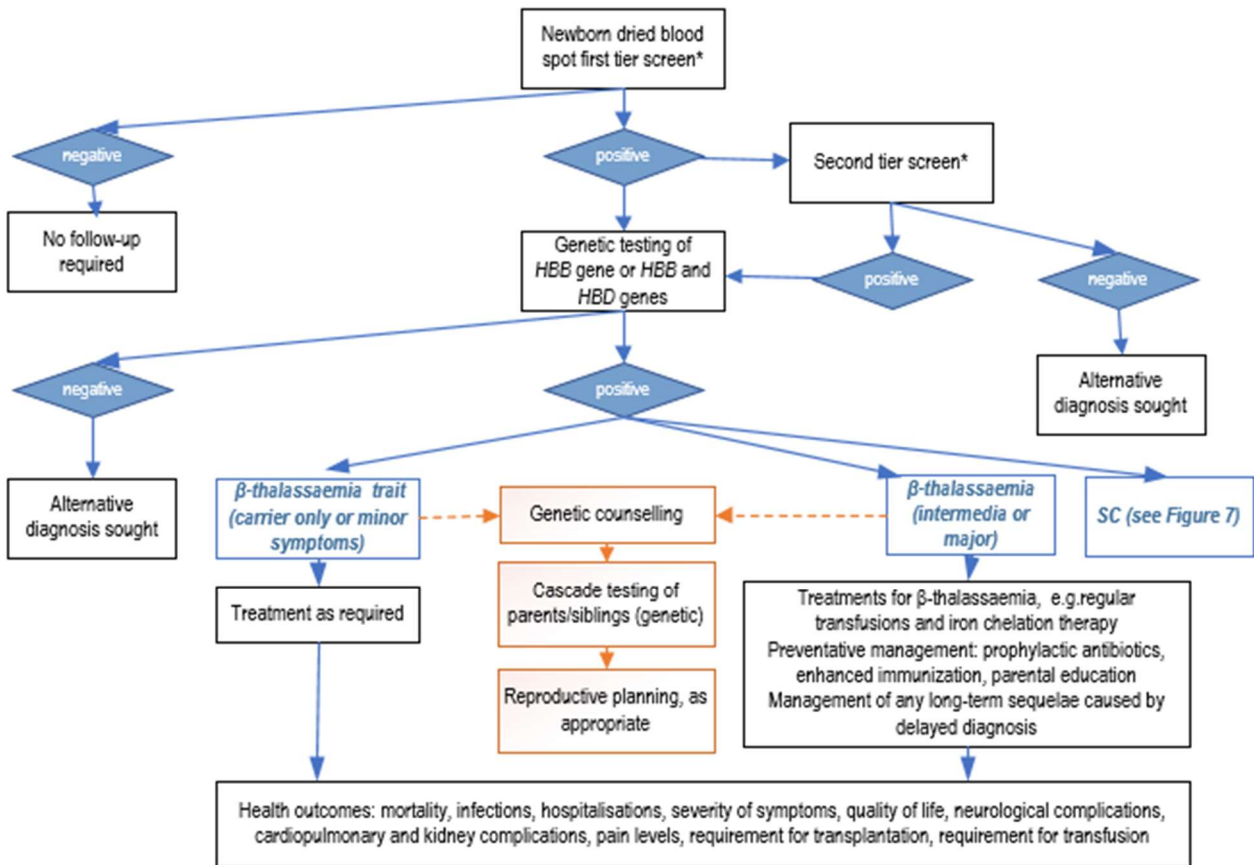 Newborn dried blood
spot first tier screen*
negative
positive
Second tier screen*
No follow-up
required
Genetic testing of
HBB gene or HBB and
HBD genes
positive
negative
negative
positive
Alternative
diagnosis sought
Alternative
diagnosis sought
β-thalassaemia trait
(carrier only or minor
symptoms)
Genetic counselling
β-thalassaemia
(intermedia or
major)
SC (see Figure 7)
Treatment as required
Cascade testing of
parents/siblings (genetic)
Reproductive planning, as
appropriate
Treatments for β-thalassaemia, e.g.regular
transfusions and iron chelation therapy
Preventative management: prophylactic antibiotics,
enhanced immunization, parental education
Management of any long-term sequelae caused by
delayed diagnosis
Health outcomes: mortality, infections, hospitalisations, severity of symptoms, quality of life, neurological complications,
cardiopulmonary and kidney complications, pain levels, requirement for transplantation, requirement for transfusion